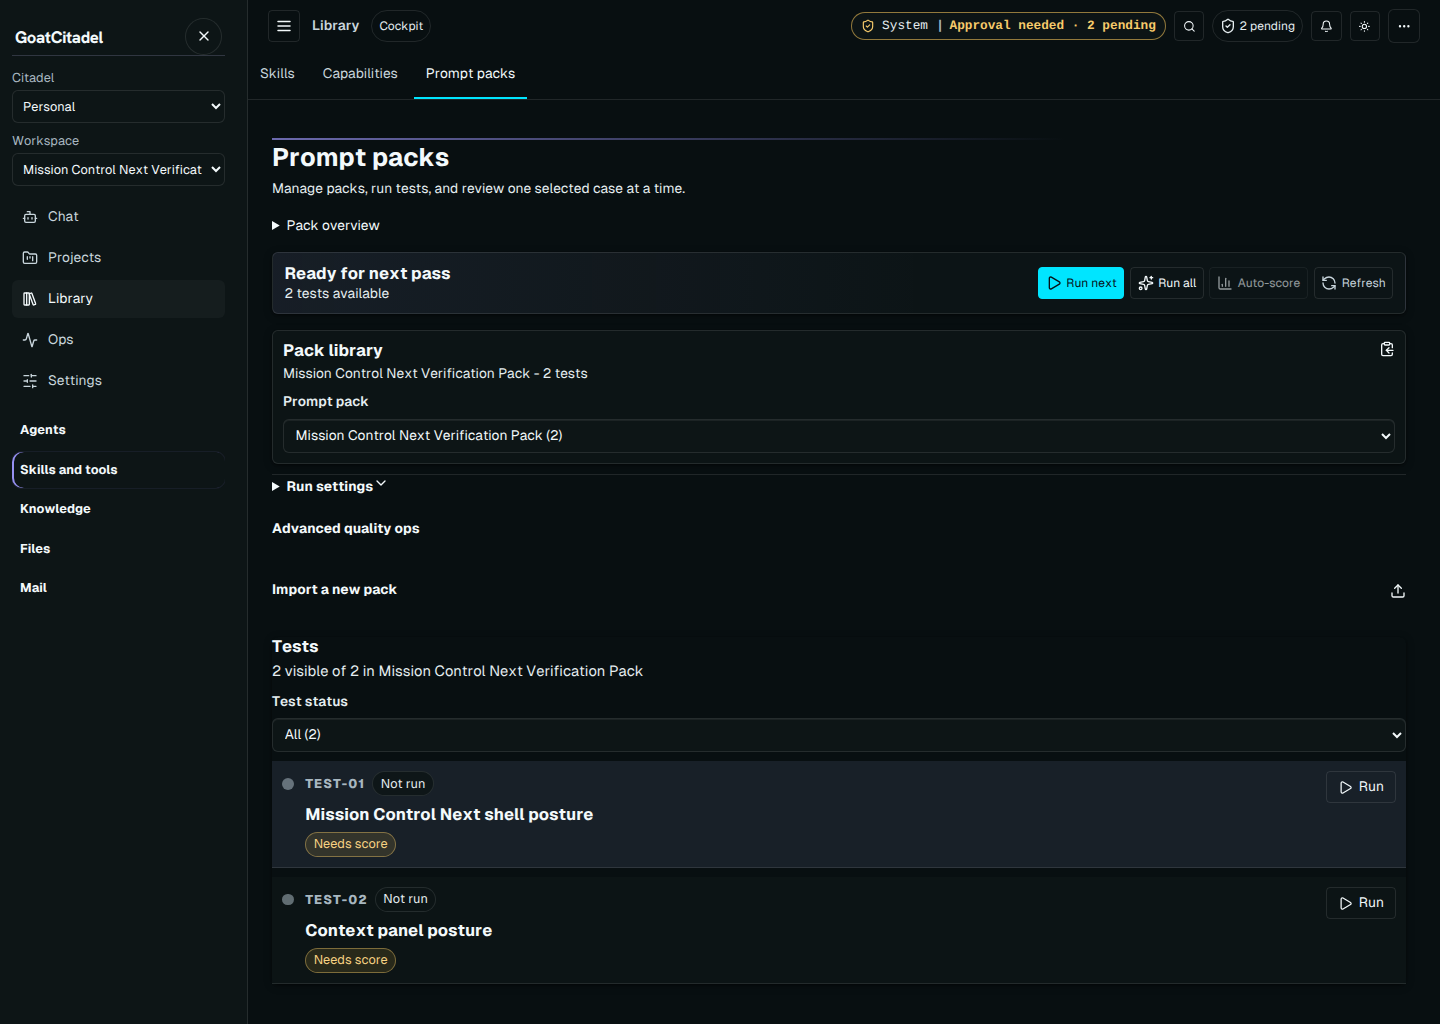 GoatCitadel
Citadel
Personal
Workspace
Mission Control Next Verificat
Chat
Projects
Library
Ops
Settings
Agents
Skills and tools
Knowledge
Files
Mail
Library
Cockpit
System | Approval needed · 2 pending
2 pending
Skills
Capabilities
Prompt packs
Prompt packs
Manage packs, run tests, and review one selected case at a time.
Pack overview
Ready for next pass
2 tests available
Run next
Run all
Auto-score
Refresh
Pack library
Mission Control Next Verification Pack - 2 tests
Prompt pack
Mission Control Next Verification Pack (2)
Run settings
Advanced quality ops
Import a new pack
Tests
2 visible of 2 in Mission Control Next Verification Pack
Test status
All (2)
TEST-01 Not run
Run
Mission Control Next shell posture
Needs score
TEST-02 Not run
Run
Context panel posture
Needs score